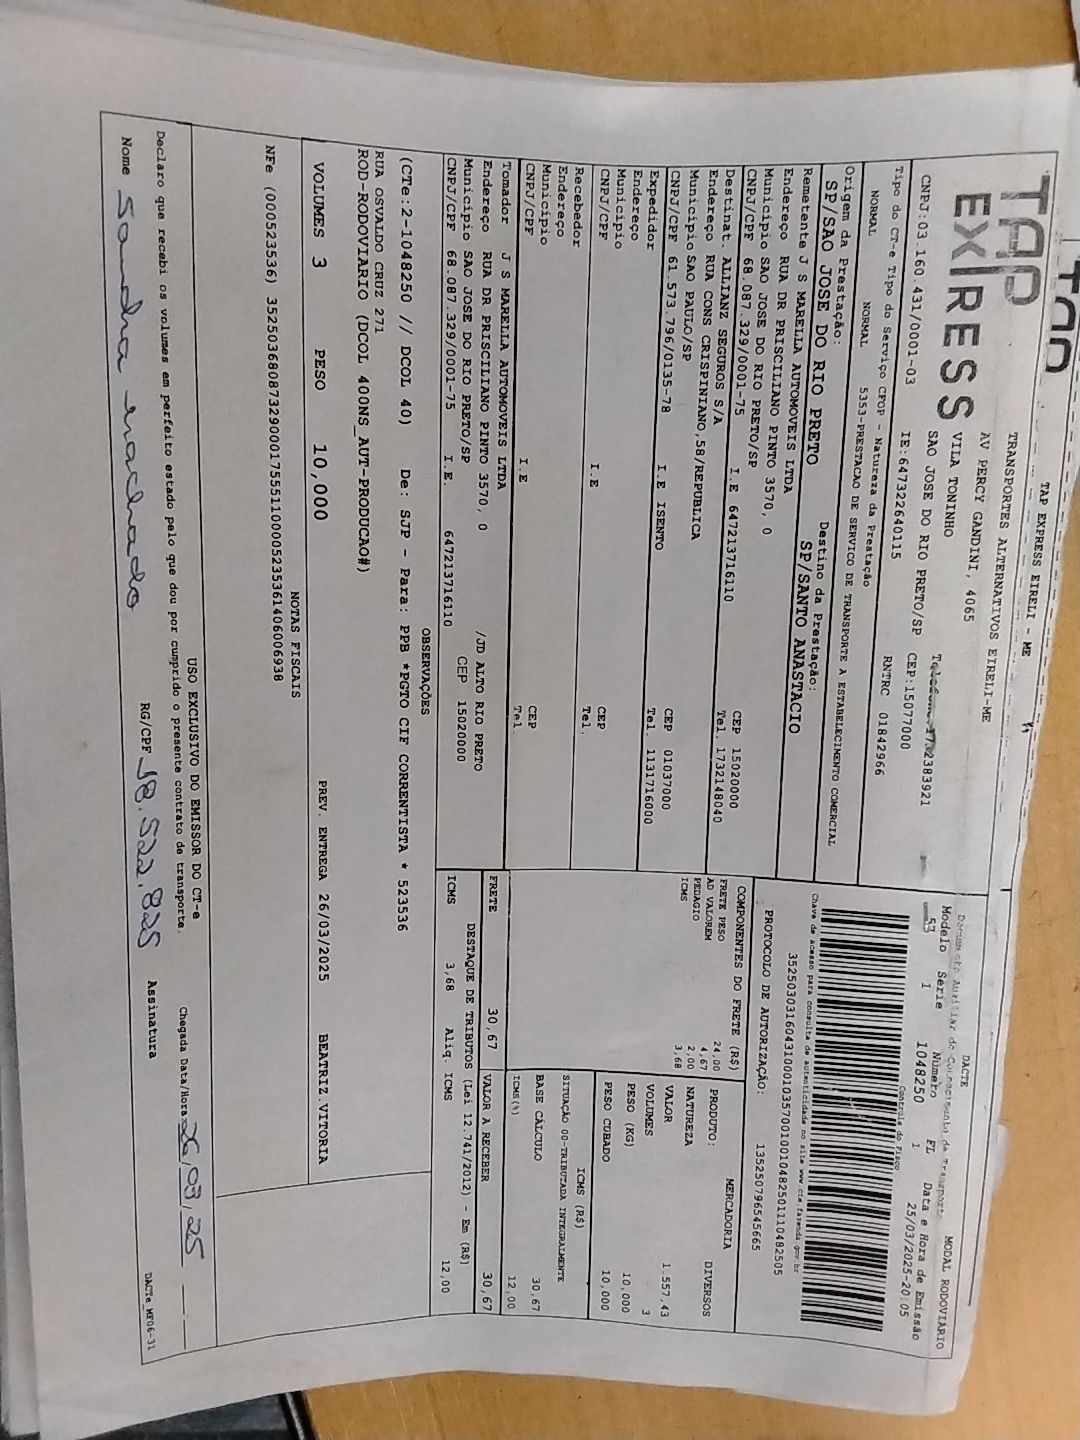 TAP
TAP EXPRESS EIRELI - ME
TAP
EXPRESS
TRANSPORTES ALTERNATIVOS EIRELI-ME
AV PERCY GANDINI, 4065
VILA TONINHO
SAO JOSE DO RIO PRETO/SP CEP:15077000
CNPJ:03.160.431/0001-03 IE:647322640115 RNTRC 01842966
DACTE MODAL RODOVIÁRIO
Documento Auxiliar do Conhecimento de Transporte
Modelo Série Número FL Data e Hora de Emissão
57 1 1048250 1 25/03/2025-20:05
Controle do Fisco
Chave de acesso para consulta de autenticidade no site www.cte.fazenda.gov.br
35250303160431000103570010010482501110482505
PROTOCOLO DE AUTORIZAÇÃO: 135250796545665
Tipo do CT-e Tipo do Serviço CFOP - Natureza da Prestação
NORMAL NORMAL 5353-PRESTACAO DE SERVICO DE TRANSPORTE A ESTABELECIMENTO COMERCIAL
Origem da Prestação: Destino da Prestação:
SP/SAO JOSE DO RIO PRETO SP/SANTO ANASTACIO
Remetente J S MARELLA AUTOMOVEIS LTDA
Endereço RUA DR PRISCILIANO PINTO 3570, 0
Município SAO JOSE DO RIO PRETO/SP CEP 15020000
CNPJ/CPF 68.087.329/0001-75 I.E 647213716110 Tel. 1732148040
Destinat. ALLIANZ SEGUROS S/A
Endereço RUA CONS CRISPINIANO,58/REPUBLICA
Município SAO PAULO/SP CEP 01037000
CNPJ/CPF 61.573.796/0135-78 I.E ISENTO Tel. 1131716000
Expedidor
Endereço
Município CEP
CNPJ/CPF I.E Tel.
Recebedor
Endereço
Município CEP
CNPJ/CPF I.E Tel.
Tomador J S MARELLA AUTOMOVEIS LTDA
Endereço RUA DR PRISCILIANO PINTO 3570, 0 /JD ALTO RIO PRETO
Município SAO JOSE DO RIO PRETO/SP CEP 15020000
CNPJ/CPF 68.087.329/0001-75 I.E. 647213716110
COMPONENTES DO FRETE (R$)
FRETE PESO 24,00
AD VALOREM 4,67
PEDAGIO 2,00
ICMS 3,68
MERCADORIA
PRODUTO: DIVERSOS
NATUREZA
VALOR 1.557,43
VOLUMES 3
PESO (KG) 10,000
PESO CUBADO 10,000
ICMS (R$)
SITUAÇÃO 00-TRIBUTADA INTEGRALMENTE
BASE CÁLCULO 30,67
ICMS(%) 12,00
FRETE 30,67 VALOR A RECEBER 30,67
DESTAQUE DE TRIBUTOS (Lei 12.741/2012) - Em (R$)
ICMS 3,68 Aliq. ICMS 12,00
OBSERVAÇÕES
(CTe:2-1048250 // DCOL 40) De: SJP - Para: PPB *PGTO CIF CORRENTISTA * 523536
RUA OSVALDO CRUZ 271
ROD-RODOVIARIO (DCOL 400NS_AUT-PRODUCAO#)
VOLUMES 3 PESO 10,000 PREV. ENTREGA 26/03/2025 BEATRIZ.VITORIA
NOTAS FISCAIS
NFe (000523536) 35250368087329000175551100005235361406006938
USO EXCLUSIVO DO EMISSOR DO CT-e
Declaro que recebi os volumes em perfeito estado pelo que dou por cumprido o presente contrato de transporte. Chegada Data/Hora 26/03/25
Nome Sandra machado RG/CPF 18.522.825 Assinatura
DACTe_MF06-31